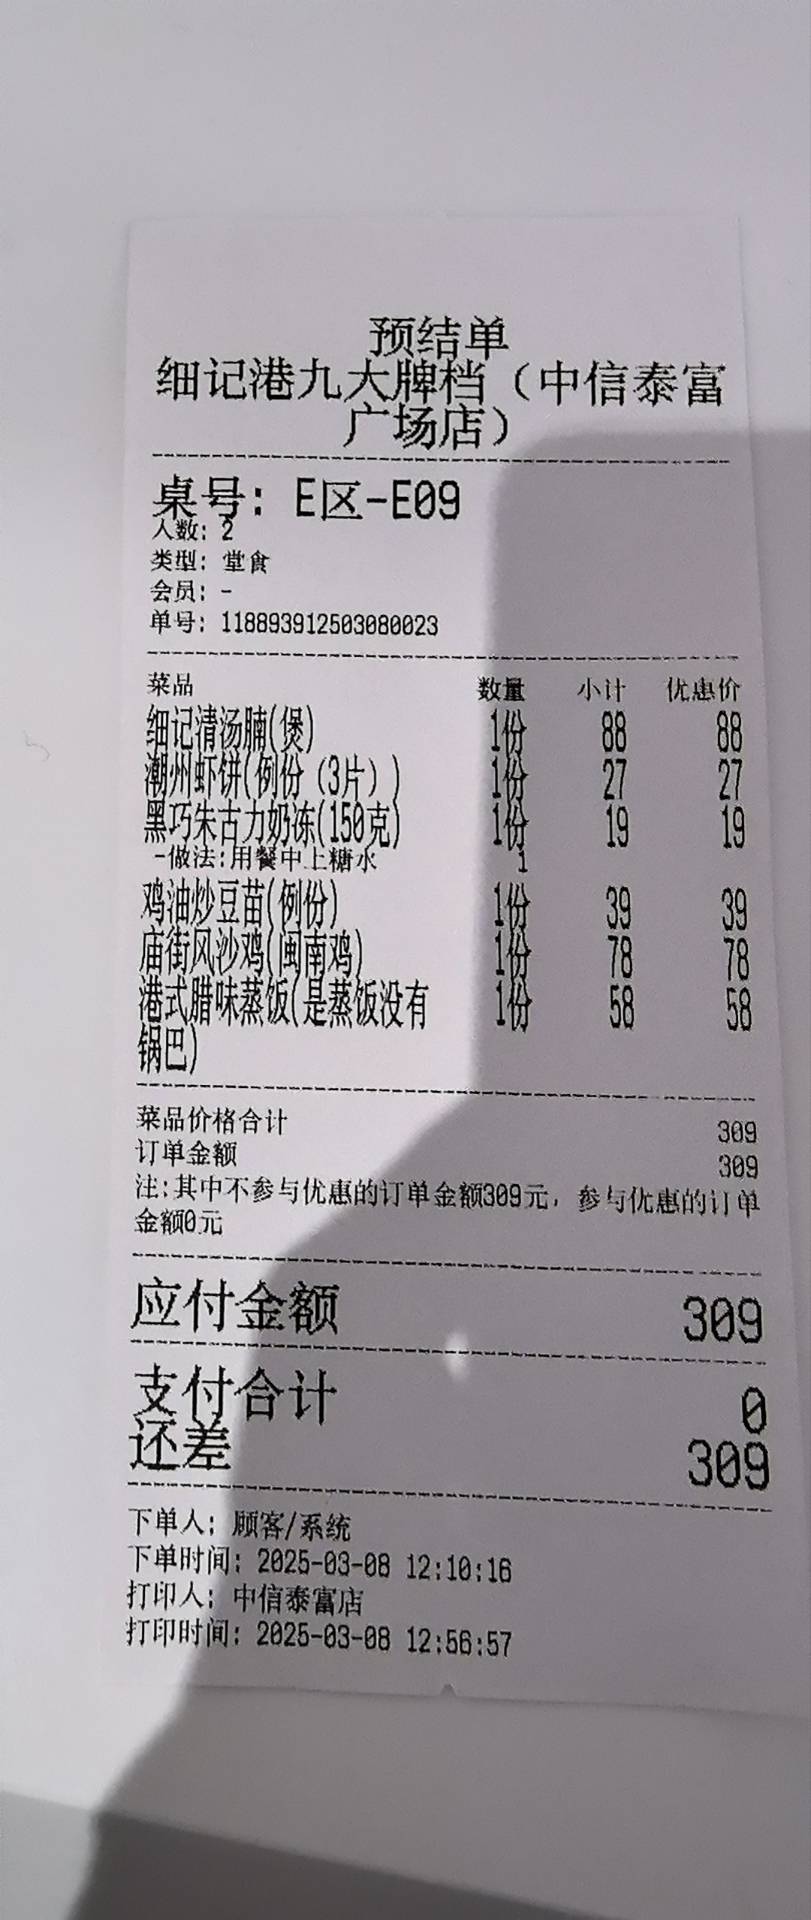 预结单
细记港九大牌档（中信泰富
广场店）
桌号: E区-E09
人数: 2
类型: 堂食
会员: -
单号: 118893912503080023
菜品 数量 小计 优惠价
细记清汤腩(煲) 1份 88 88
潮州虾饼(例份（3片）) 1份 27 27
黑巧朱古力奶冻(150克) 1份 19 19
-做法:用餐中上糖水 1
鸡油炒豆苗(例份) 1份 39 39
庙街风沙鸡(闽南鸡) 1份 78 78
港式腊味蒸饭(是蒸饭没有 1份 58 58
锅巴)
菜品价格合计 309
订单金额 309
注:其中不参与优惠的订单金额309元，参与优惠的订单
金额0元
应付金额 309
支付合计 0
还差 309
下单人: 顾客/系统
下单时间: 2025-03-08 12:10:16
打印人: 中信泰富店
打印时间: 2025-03-08 12:56:57